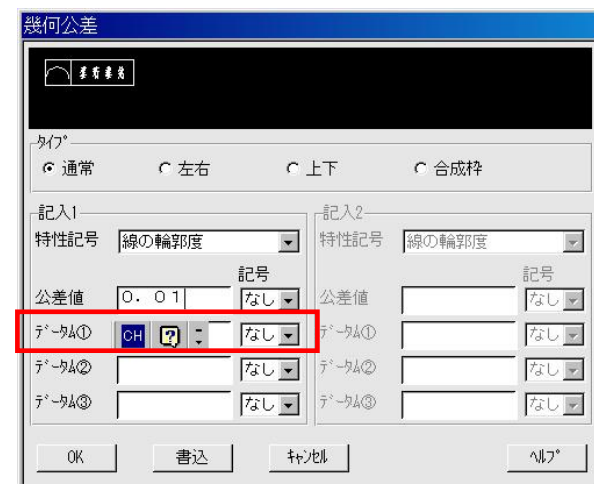 幾何公差
ﾀｲﾌﾟ
通常 左右 上下 合成枠
記入1
特性記号 線の輪郭度
記号
公差値 ０．０１ なし
ﾃﾞｰﾀﾑ① CH なし
ﾃﾞｰﾀﾑ② なし
ﾃﾞｰﾀﾑ③ なし
記入2
特性記号 線の輪郭度
記号
公差値 なし
ﾃﾞｰﾀﾑ① なし
ﾃﾞｰﾀﾑ② なし
ﾃﾞｰﾀﾑ③ なし
OK 書込 ｷｬﾝｾﾙ ﾍﾙﾌﾟ